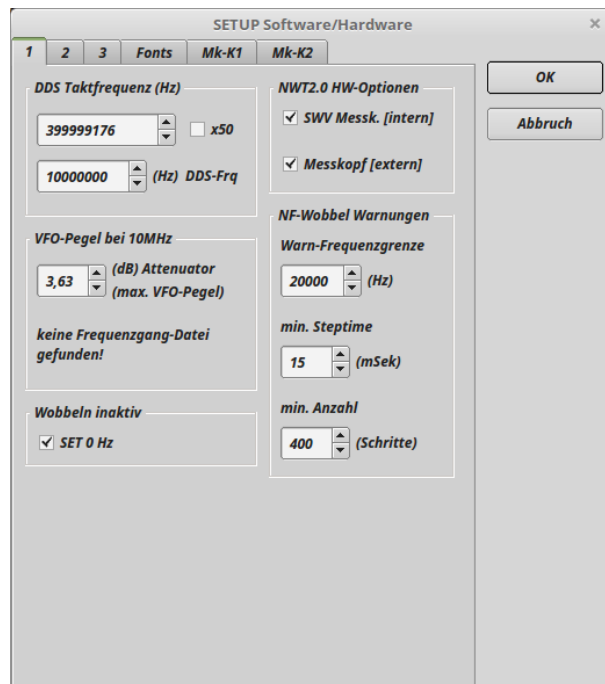 SETUP Software/Hardware
1 2 3 Fonts Mk-K1 Mk-K2
DDS Taktfrequenz (Hz)
399999176 x50
10000000 (Hz) DDS-Frq
VFO-Pegel bei 10MHz
3,63 (dB) Attenuator
(max. VFO-Pegel)
keine Frequenzgang-Datei
gefunden!
Wobbeln inaktiv
SET 0 Hz
NWT2.0 HW-Optionen
SWV Messk. [intern]
Messkopf [extern]
NF-Wobbel Warnungen
Warn-Frequenzgrenze
20000 (Hz)
min. Steptime
15 (mSek)
min. Anzahl
400 (Schritte)
OK
Abbruch